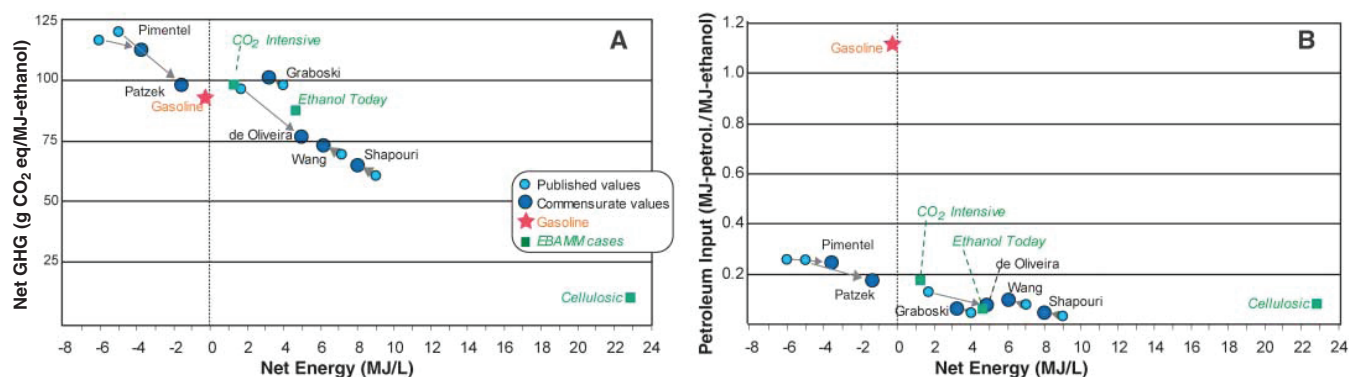 A
Net GHG (g CO2 eq/MJ-ethanol)
125
100
75
50
25
Pimentel
CO2 Intensive
Graboski
Patzek
Gasoline
Ethanol Today
de Oliveira
Wang
Shapouri
Published values
Commensurate values
Gasoline
EBAMM cases
Cellulosic
-8 -6 -4 -2 0 2 4 6 8 10 12 14 16 18 20 22 24
Net Energy (MJ/L)
B
Petroleum Input (MJ-petrol./MJ-ethanol)
1.2
1.0
0.8
0.6
0.4
0.2
Gasoline
CO2 Intensive
Ethanol Today
Pimentel
de Oliveira
Patzek
Wang
Graboski
Shapouri
Cellulosic
-8 -6 -4 -2 0 2 4 6 8 10 12 14 16 18 20 22 24
Net Energy (MJ/L)